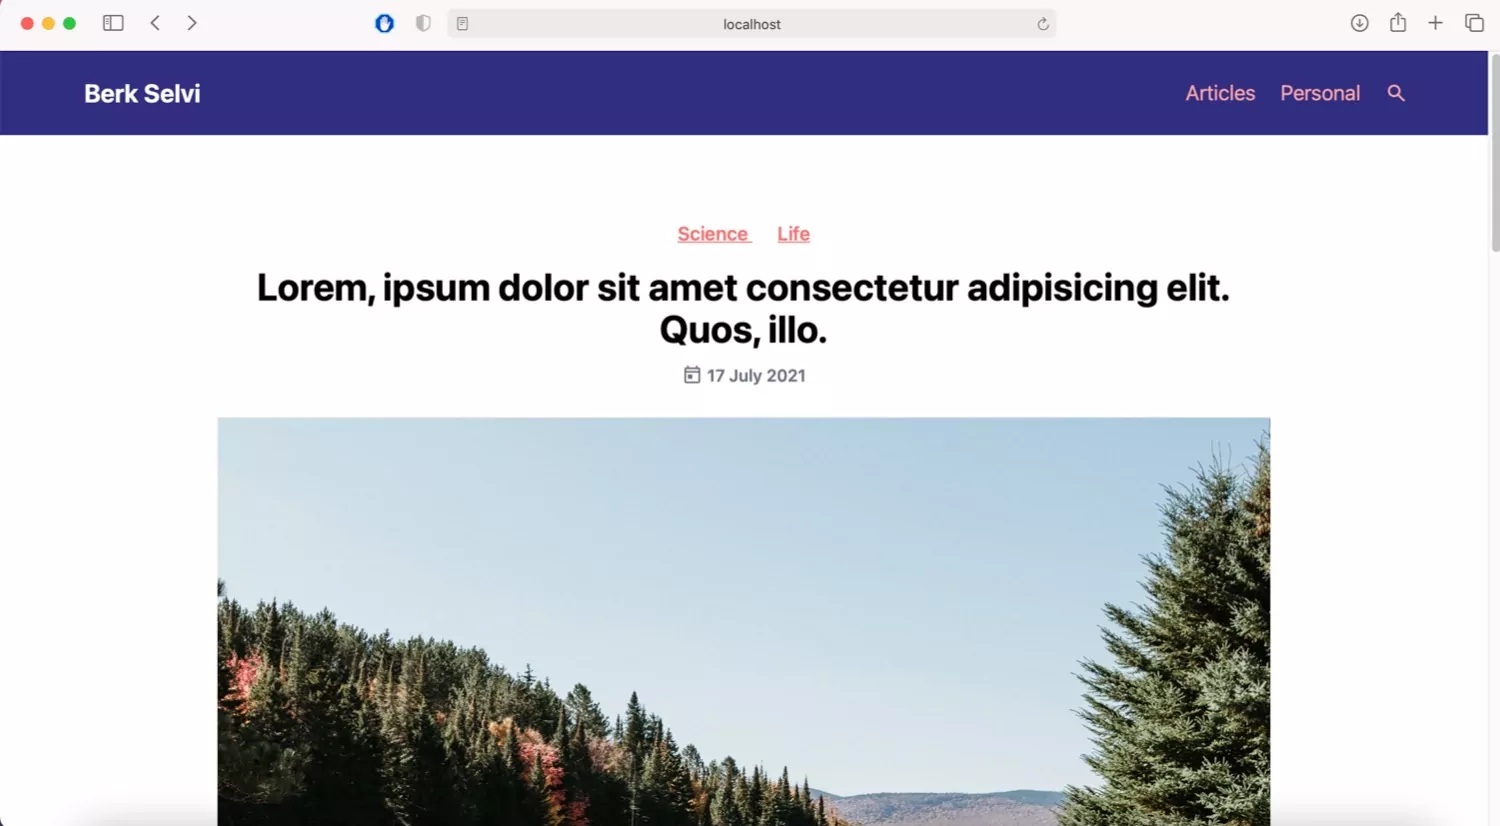 localhost
Berk Selvi
Articles Personal
Science Life
Lorem, ipsum dolor sit amet consectetur adipisicing elit.
Quos, illo.
17 July 2021